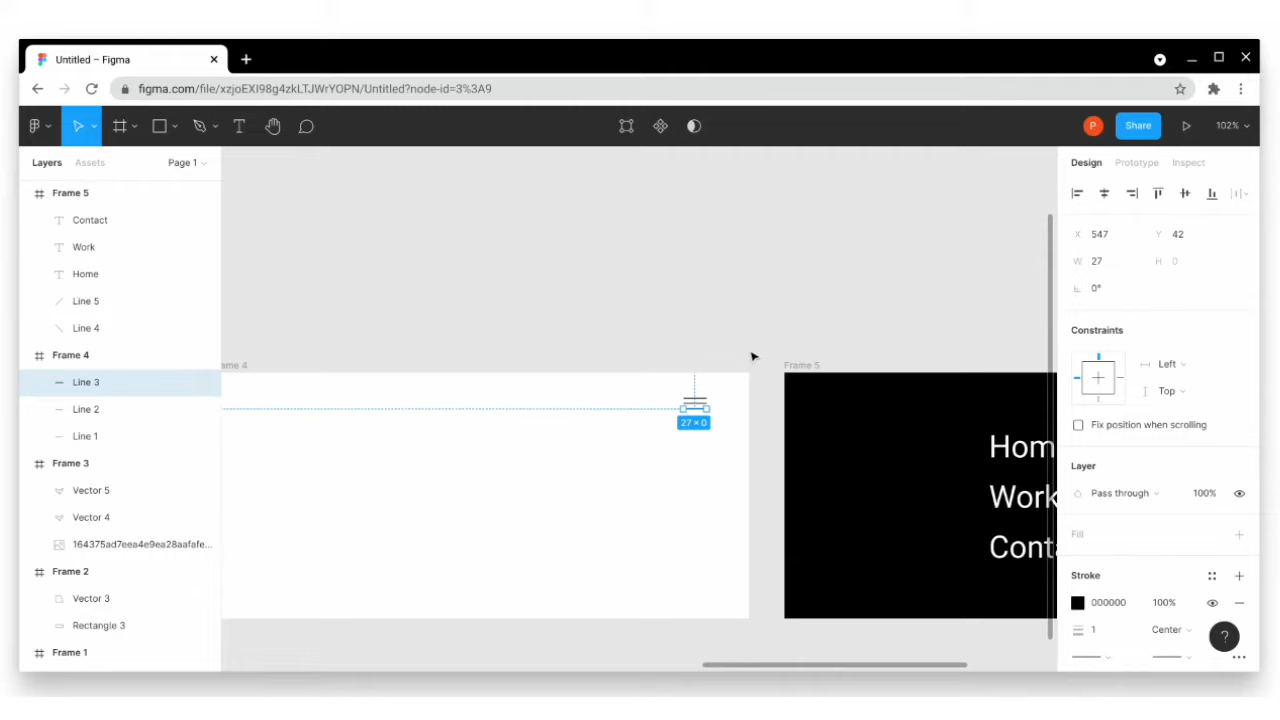 Untitled – Figma
figma.com/file/xzjoEXI98g4zkLTJWrYOPN/Untitled?node-id=3%3A9
P
Share
102%
Layers
Assets
Page 1
Design
Prototype
Inspect
Frame 5
Contact
Work
Home
Line 5
Line 4
Frame 4
Line 3
Line 2
Line 1
Frame 3
Vector 5
Vector 4
164375ad7eea4e9ea28aafafe...
Frame 2
Vector 3
Rectangle 3
Frame 1
ame 4
27 × 0
Frame 5
Hom
Work
Conta
X 547
Y 42
W 27
H 0
0°
Constraints
Left
Top
Fix position when scrolling
Layer
Pass through
100%
Fill
Stroke
000000
100%
1
Center
?